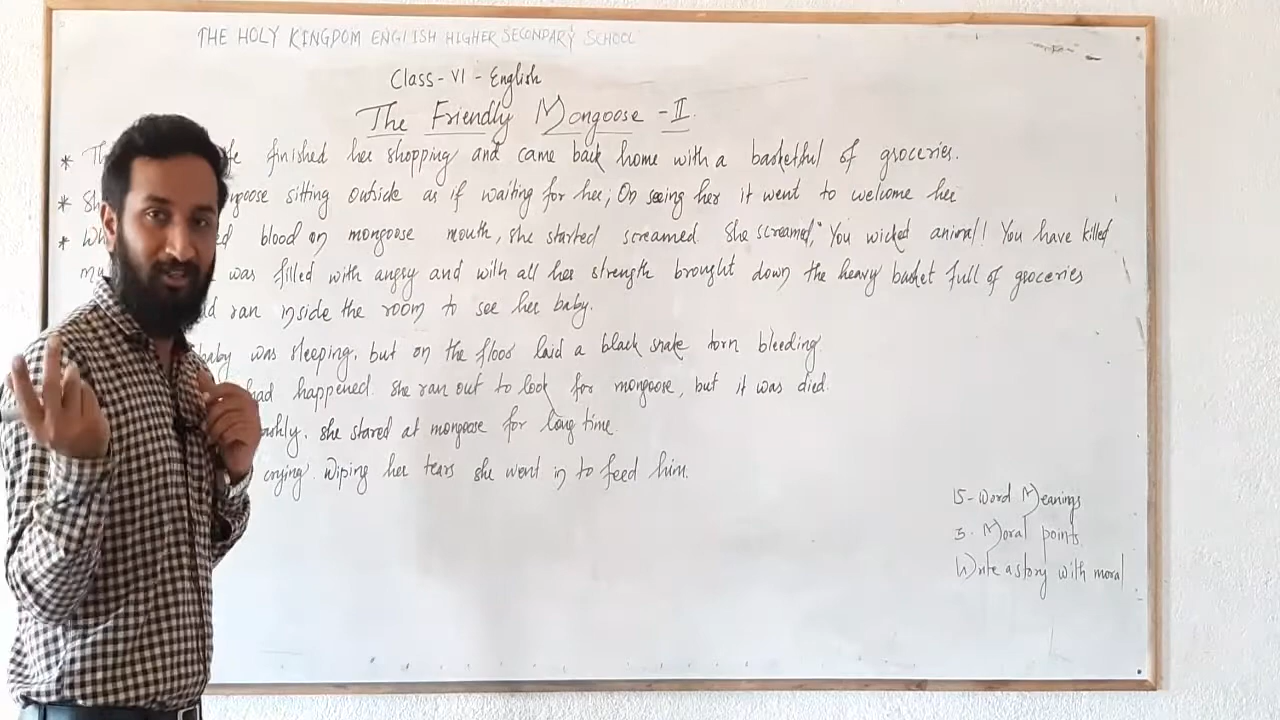 THE HOLY KINGDOM ENGLISH HIGHER SECONDARY SCHOOL
Class - VI - English
The Friendly Mongoose - II
* finished her shopping and came back home with a basketful of groceries.
* sitting outside as if waiting for her; On seeing her it went to welcome her
* blood on mongoose mouth, she started screamed. She screamed, "You wicked animal! You have killed
my was filled with angry and with all her strength brought down the heavy basket full of groceries
ran inside the room to see her baby.
baby was sleeping, but on the floor laid a black snake torn bleeding.
had happened. she ran out to look for mongoose, but it was died.
she stared at mongoose for long time.
crying. Wiping her tears she went in to feed him.
15 - Word Meanings
5. Moral points
Write a story with moral